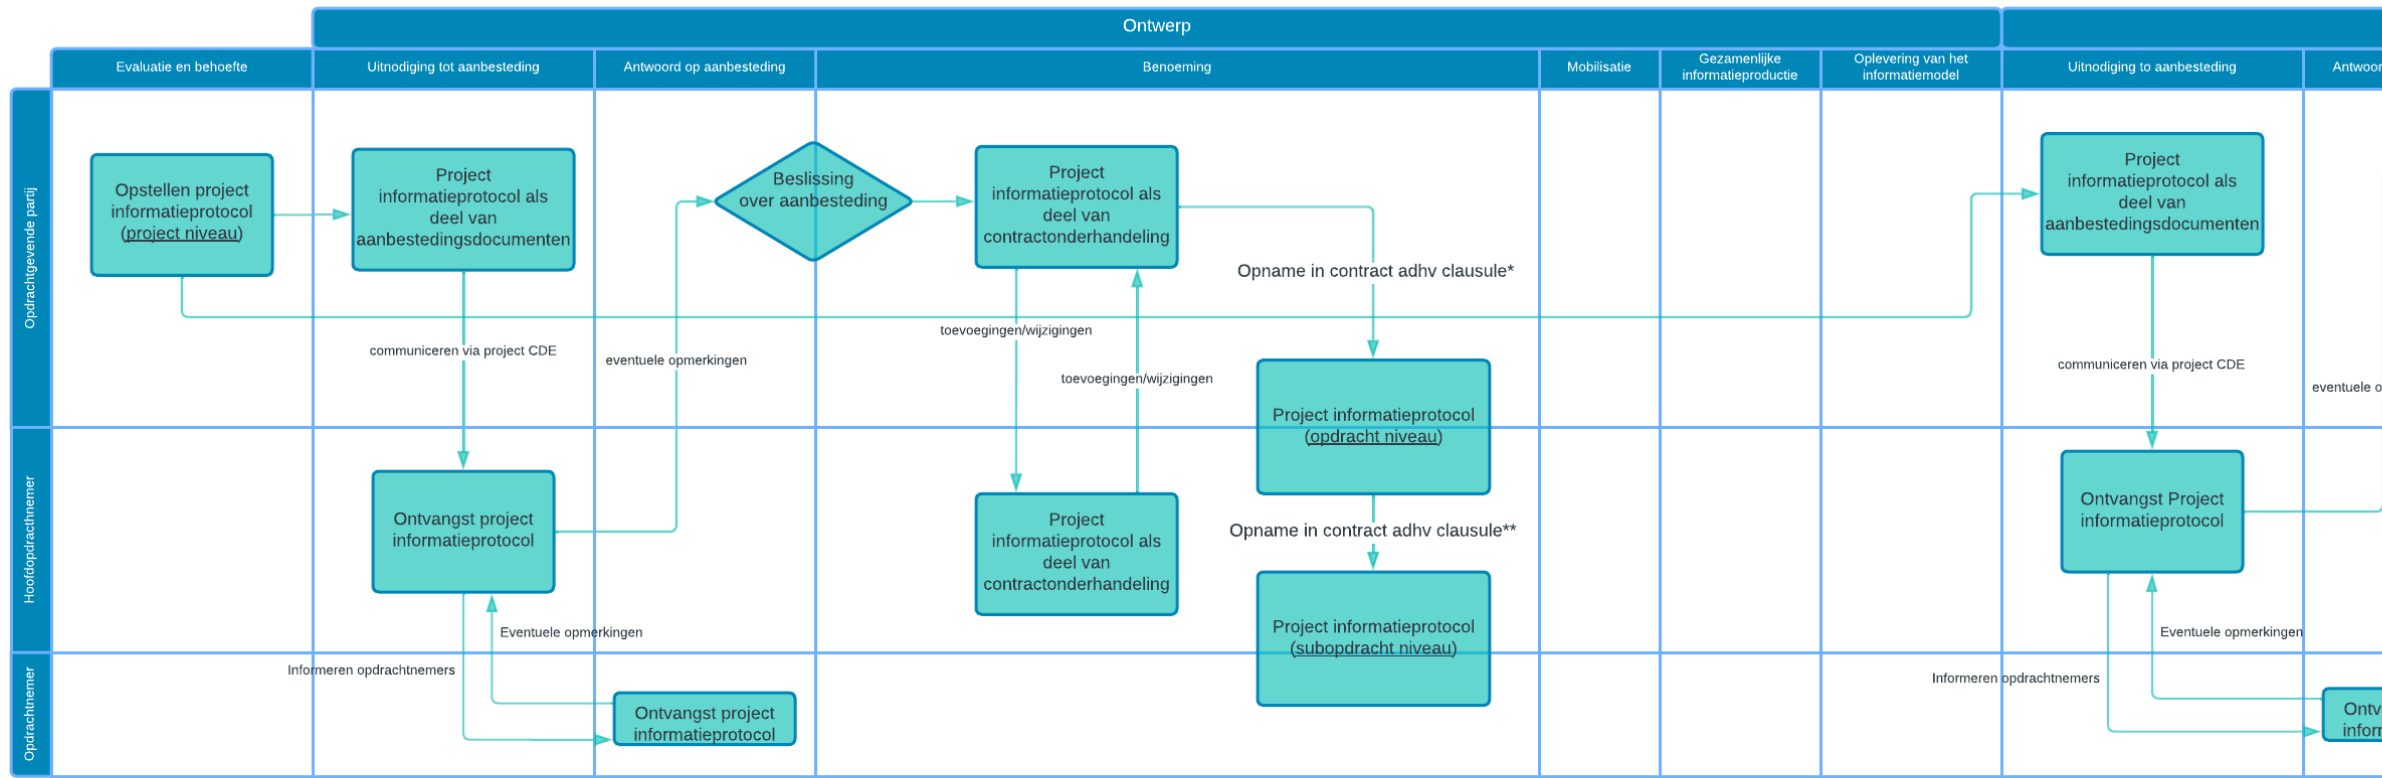 Ontwerp
Evaluatie en behoefte
Uitnodiging tot aanbesteding
Antwoord op aanbesteding
Benoeming
Mobilisatie
Gezamenlijke
informatieproductie
Oplevering van het
informatiemodel
Uitnodiging to aanbesteding
Antwoor
Opdrachtgevende partij
Opstellen project
informatieprotocol
(project niveau)
Project
informatieprotocol als
deel van
aanbestedingsdocumenten
Beslissing
over aanbesteding
Project
informatieprotocol als
deel van
contractonderhandeling
Opname in contract adhv clausule*
Project
informatieprotocol als
deel van
aanbestedingsdocumenten
communiceren via project CDE
eventuele opmerkingen
toevoegingen/wijzigingen
toevoegingen/wijzigingen
communiceren via project CDE
eventuele o
Project informatieprotocol
(opdracht niveau)
Hoofdopdracthnemer
Ontvangst project
informatieprotocol
Project
informatieprotocol als
deel van
contractonderhandeling
Opname in contract adhv clausule**
Ontvangst Project
informatieprotocol
Eventuele opmerkingen
Project informatieprotocol
(subopdracht niveau)
Eventuele opmerkingen
Opdrachtnemer
Informeren opdrachtnemers
Ontvangst project
informatieprotocol
Informeren opdrachtnemers
Ontv
infor